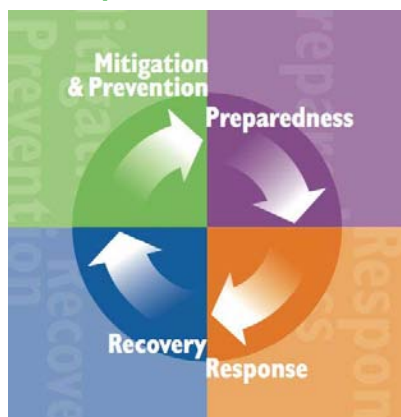 Mitigation
& Prevention
Preparedness
Recovery
Response